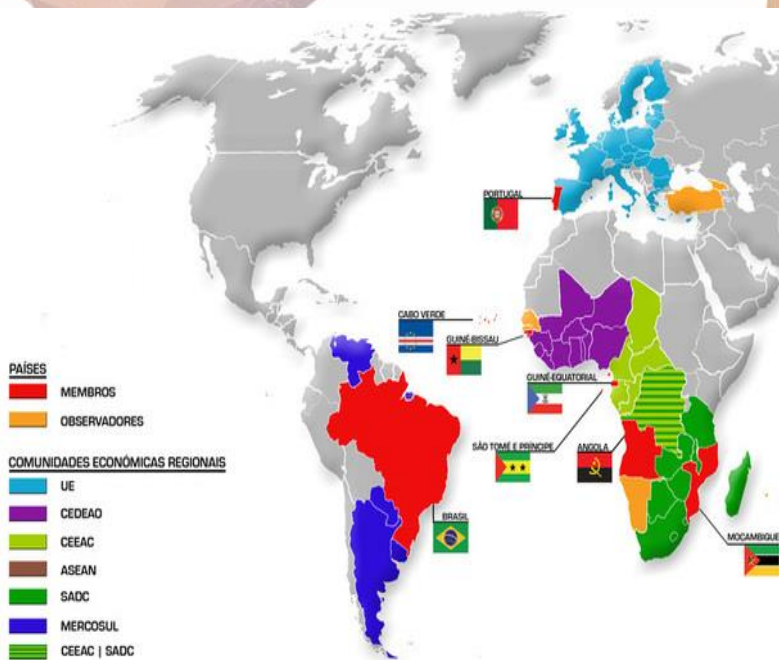 PORTUGAL
CABO VERDE
GUINÉ-BISSAU
GUINÉ-EQUATORIAL
SÃO TOMÉ E PRÍNCIPE
ANGOLA
BRASIL
MOÇAMBIQUE
PAÍSES
MEMBROS
OBSERVADORES
COMUNIDADES ECONÓMICAS REGIONAIS
UE
CEDEAO
CEEAC
ASEAN
SADC
MERCOSUL
CEEAC | SADC